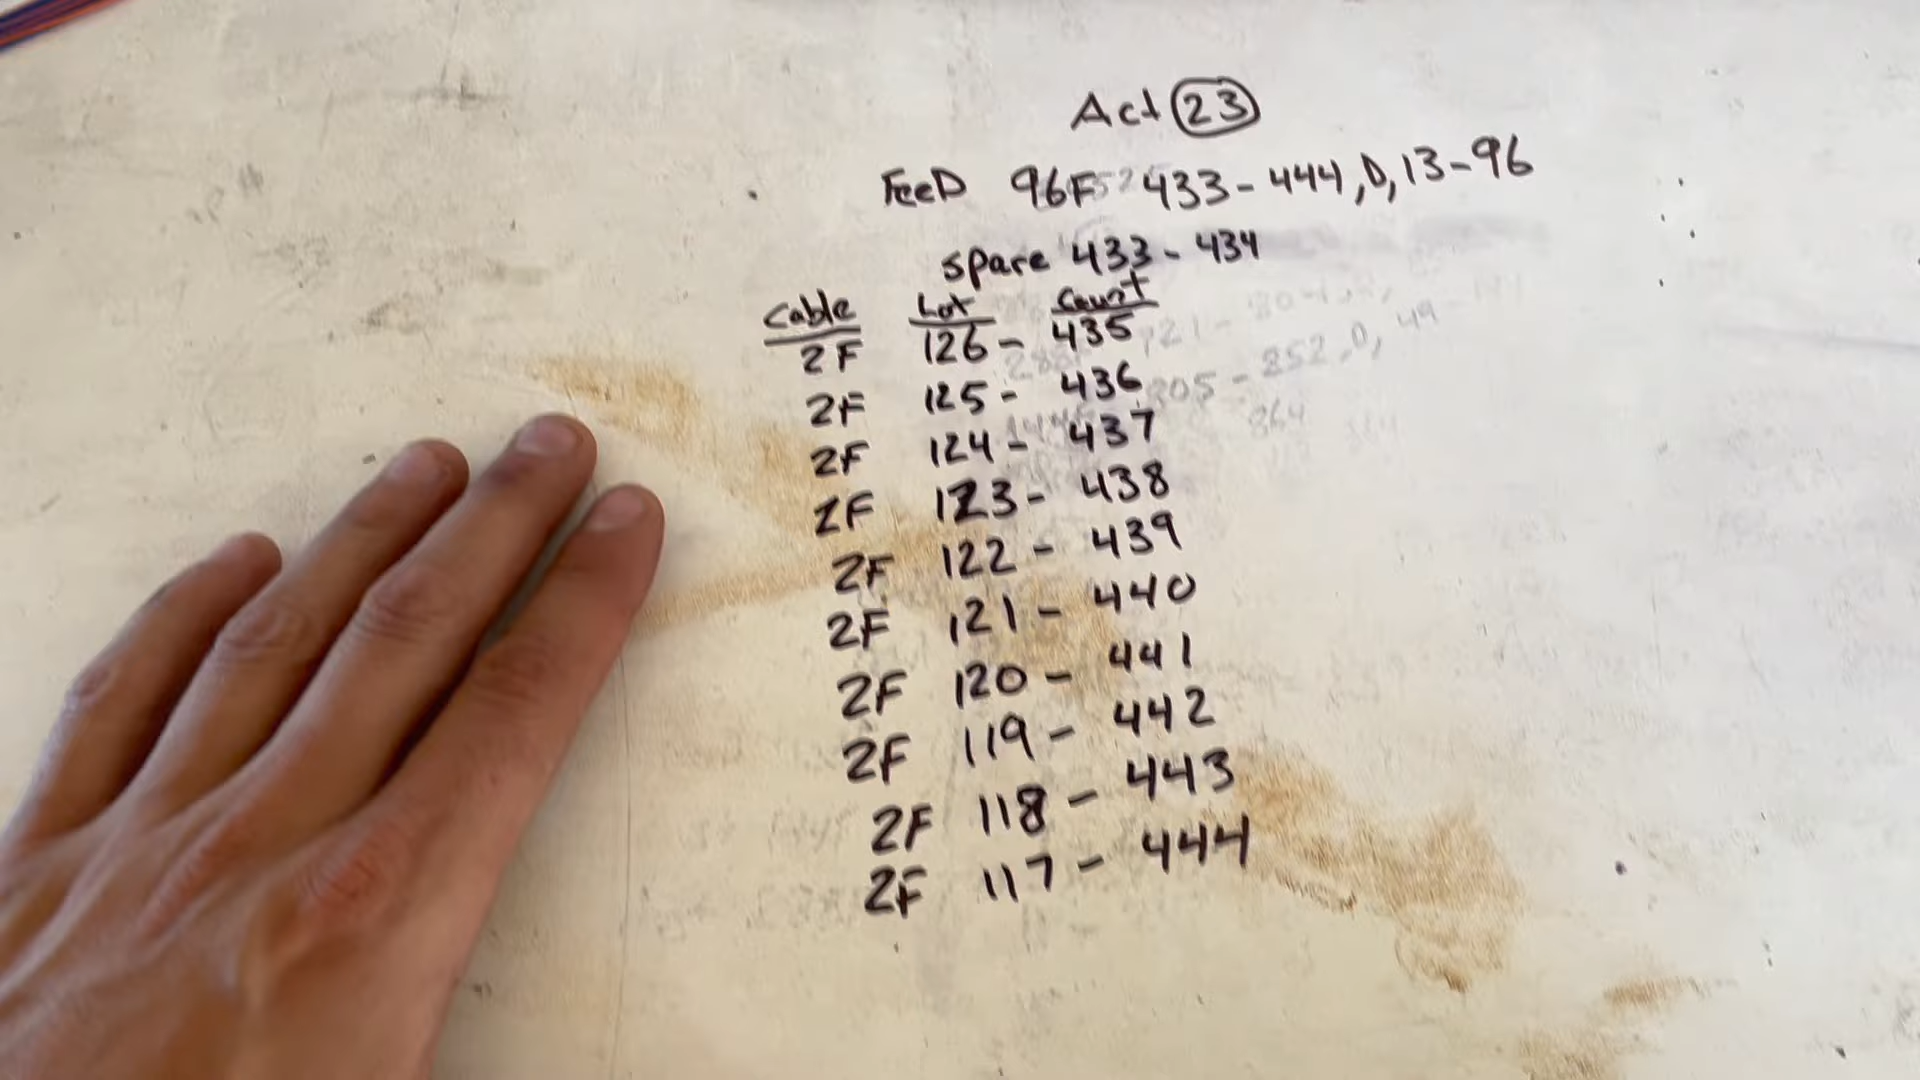 Act 23
FeeD 96F 433-444,D,13-96
spare 433-434
Cable Lot Count
2F 126- 435
2F 125- 436
2F 124- 437
2F 123- 438
2F 122- 439
2F 121- 440
2F 120- 441
2F 119- 442
2F 118- 443
2F 117- 444